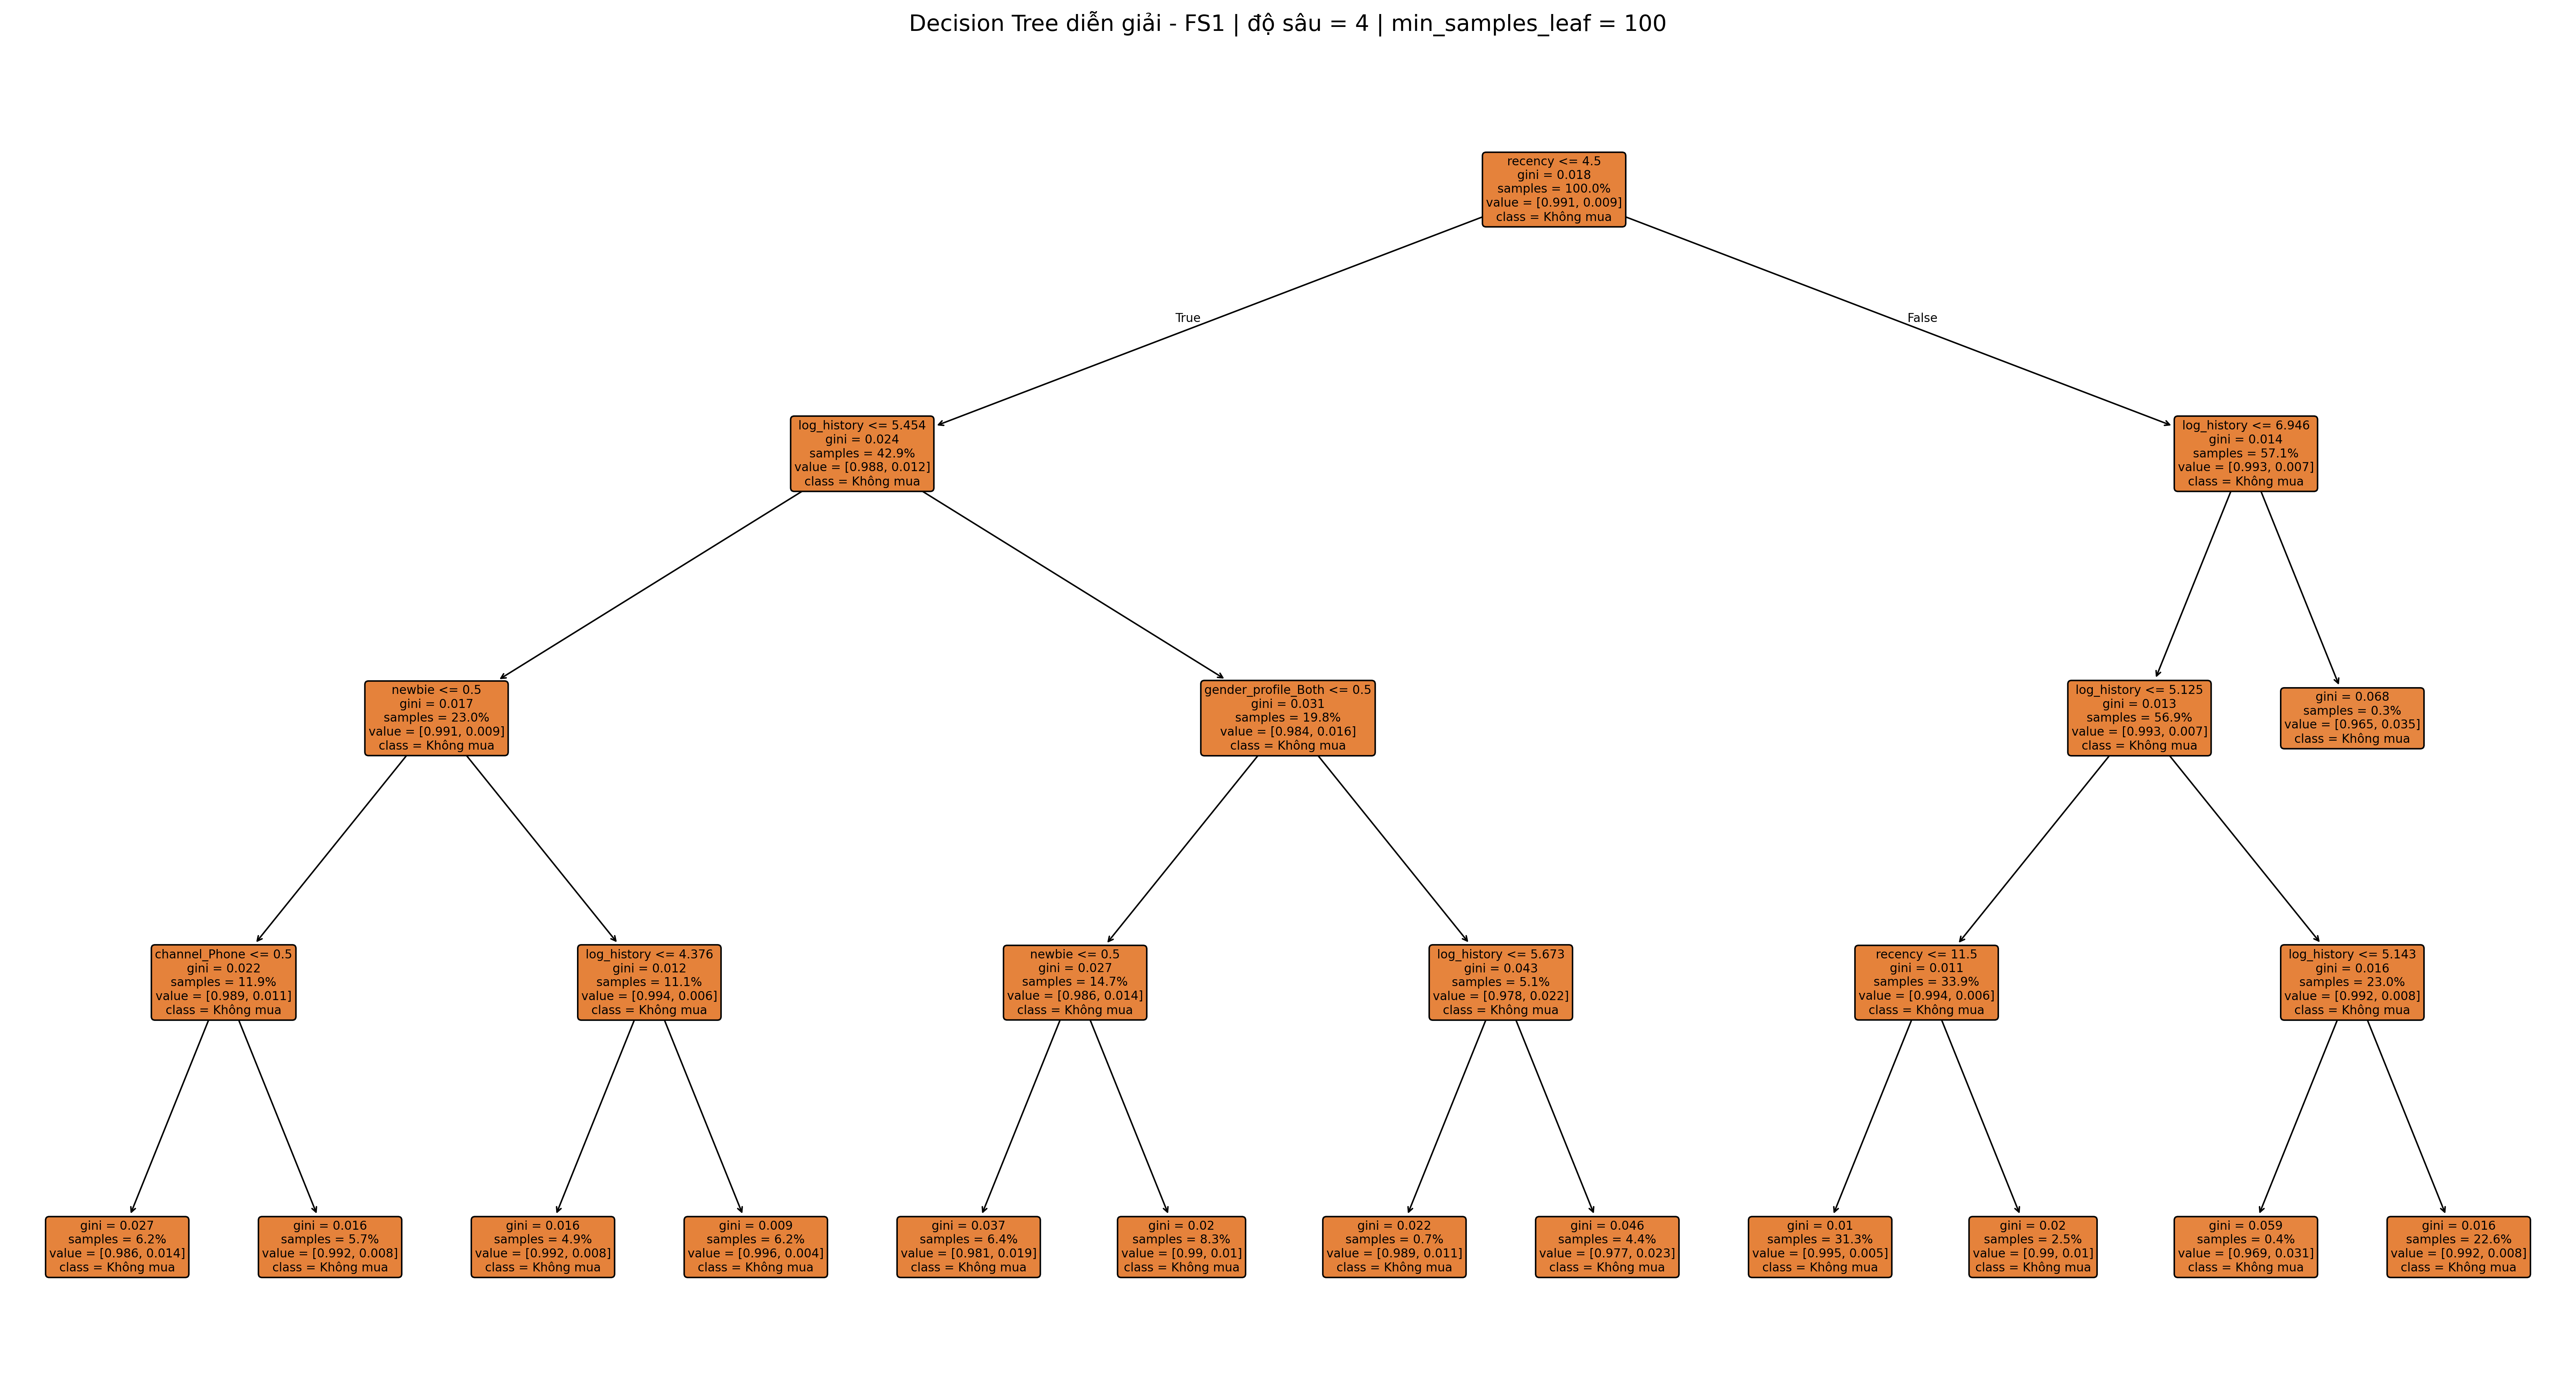 Decision Tree diễn giải - FS1 | độ sâu = 4 | min_samples_leaf = 100
recency <= 4.5
gini = 0.018
samples = 100.0%
value = [0.991, 0.009]
class = Không mua
True
False
log_history <= 5.454
gini = 0.024
samples = 42.9%
value = [0.988, 0.012]
class = Không mua
log_history <= 6.946
gini = 0.014
samples = 57.1%
value = [0.993, 0.007]
class = Không mua
newbie <= 0.5
gini = 0.017
samples = 23.0%
value = [0.991, 0.009]
class = Không mua
gender_profile_Both <= 0.5
gini = 0.031
samples = 19.8%
value = [0.984, 0.016]
class = Không mua
log_history <= 5.125
gini = 0.013
samples = 56.9%
value = [0.993, 0.007]
class = Không mua
gini = 0.068
samples = 0.3%
value = [0.965, 0.035]
class = Không mua
channel_Phone <= 0.5
gini = 0.022
samples = 11.9%
value = [0.989, 0.011]
class = Không mua
log_history <= 4.376
gini = 0.012
samples = 11.1%
value = [0.994, 0.006]
class = Không mua
newbie <= 0.5
gini = 0.027
samples = 14.7%
value = [0.986, 0.014]
class = Không mua
log_history <= 5.673
gini = 0.043
samples = 5.1%
value = [0.978, 0.022]
class = Không mua
recency <= 11.5
gini = 0.011
samples = 33.9%
value = [0.994, 0.006]
class = Không mua
log_history <= 5.143
gini = 0.016
samples = 23.0%
value = [0.992, 0.008]
class = Không mua
gini = 0.027
samples = 6.2%
value = [0.986, 0.014]
class = Không mua
gini = 0.016
samples = 5.7%
value = [0.992, 0.008]
class = Không mua
gini = 0.016
samples = 4.9%
value = [0.992, 0.008]
class = Không mua
gini = 0.009
samples = 6.2%
value = [0.996, 0.004]
class = Không mua
gini = 0.037
samples = 6.4%
value = [0.981, 0.019]
class = Không mua
gini = 0.02
samples = 8.3%
value = [0.99, 0.01]
class = Không mua
gini = 0.022
samples = 0.7%
value = [0.989, 0.011]
class = Không mua
gini = 0.046
samples = 4.4%
value = [0.977, 0.023]
class = Không mua
gini = 0.01
samples = 31.3%
value = [0.995, 0.005]
class = Không mua
gini = 0.02
samples = 2.5%
value = [0.99, 0.01]
class = Không mua
gini = 0.059
samples = 0.4%
value = [0.969, 0.031]
class = Không mua
gini = 0.016
samples = 22.6%
value = [0.992, 0.008]
class = Không mua